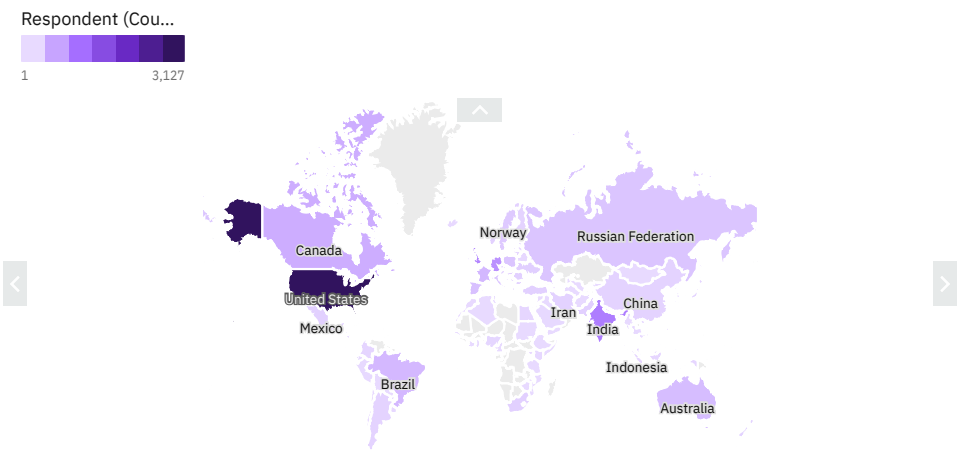 Respondent (Cou...
1 3,127
Norway
Russian Federation
Canada
United States
China
Iran
Mexico
India
Indonesia
Brazil
Australia